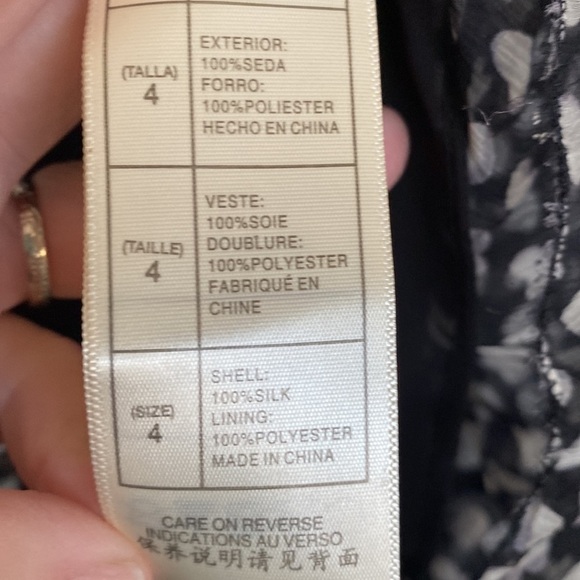 (TALLA)
4
EXTERIOR:
100%SEDA
FORRO:
100%POLIESTER
HECHO EN CHINA
(TAILLE)
4
VESTE:
100%SOIE
DOUBLURE:
100%POLYESTER
FABRIQUÉ EN
CHINE
(SIZE)
4
SHELL:
100%SILK
LINING:
100%POLYESTER
MADE IN CHINA
CARE ON REVERSE
INDICATIONS AU VERSO
保养说明请见背面